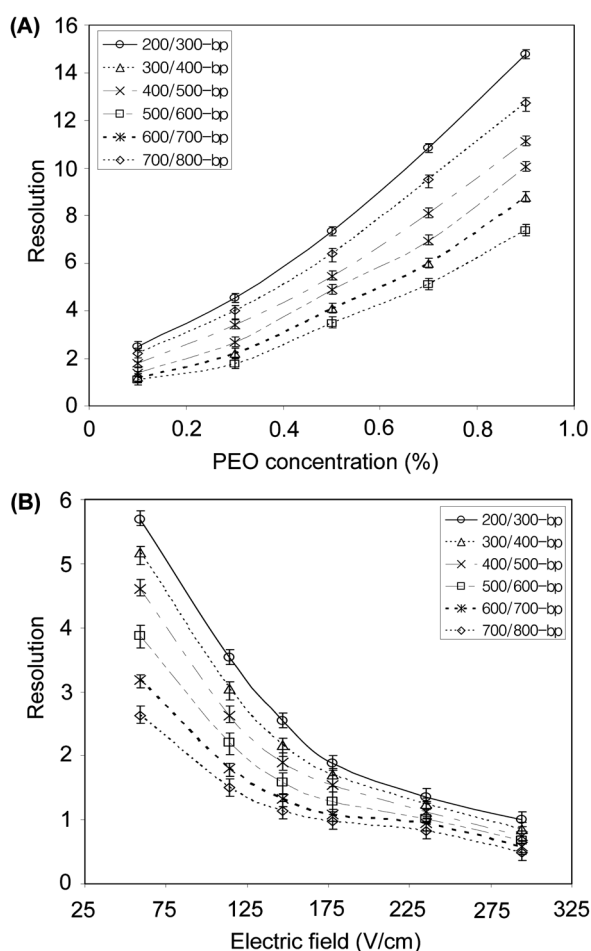 (A)
16
14
12
10
8
6
4
2
0
Resolution
200/300-bp
300/400-bp
400/500-bp
500/600-bp
600/700-bp
700/800-bp
0 0.2 0.4 0.6 0.8 1.0
PEO concentration (%)
(B)
6
5
4
3
2
1
0
Resolution
200/300-bp
300/400-bp
400/500-bp
500/600-bp
600/700-bp
700/800-bp
25 75 125 175 225 275 325
Electric field (V/cm)